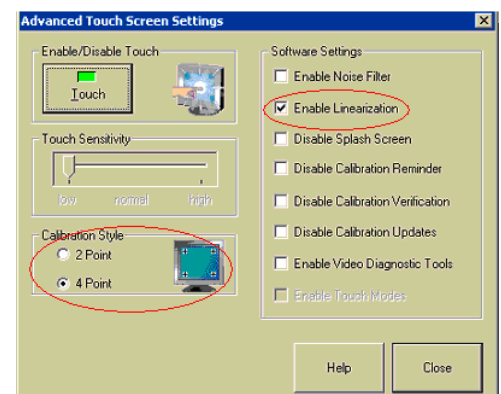 Advanced Touch Screen Settings
Enable/Disable Touch
Touch
Touch Sensitivity
low normal high
Calibration Style
2 Point
4 Point
Software Settings
Enable Noise Filter
Enable Linearization
Disable Splash Screen
Disable Calibration Reminder
Disable Calibration Verification
Disable Calibration Updates
Enable Video Diagnostic Tools
Enable Touch Modes
Help Close